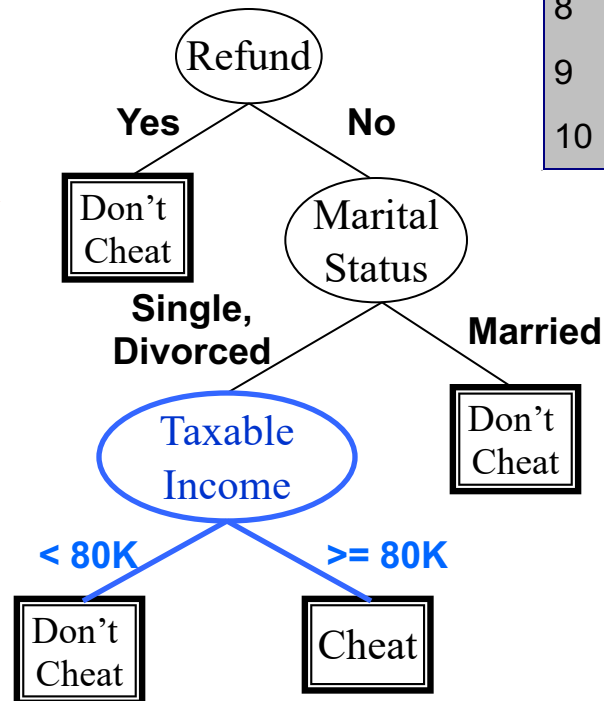 8
9
10
Refund
Yes
No
Don’t
Cheat
Marital
Status
Single,
Divorced
Married
Taxable
Income
Don’t
Cheat
< 80K
>= 80K
Don’t
Cheat
Cheat